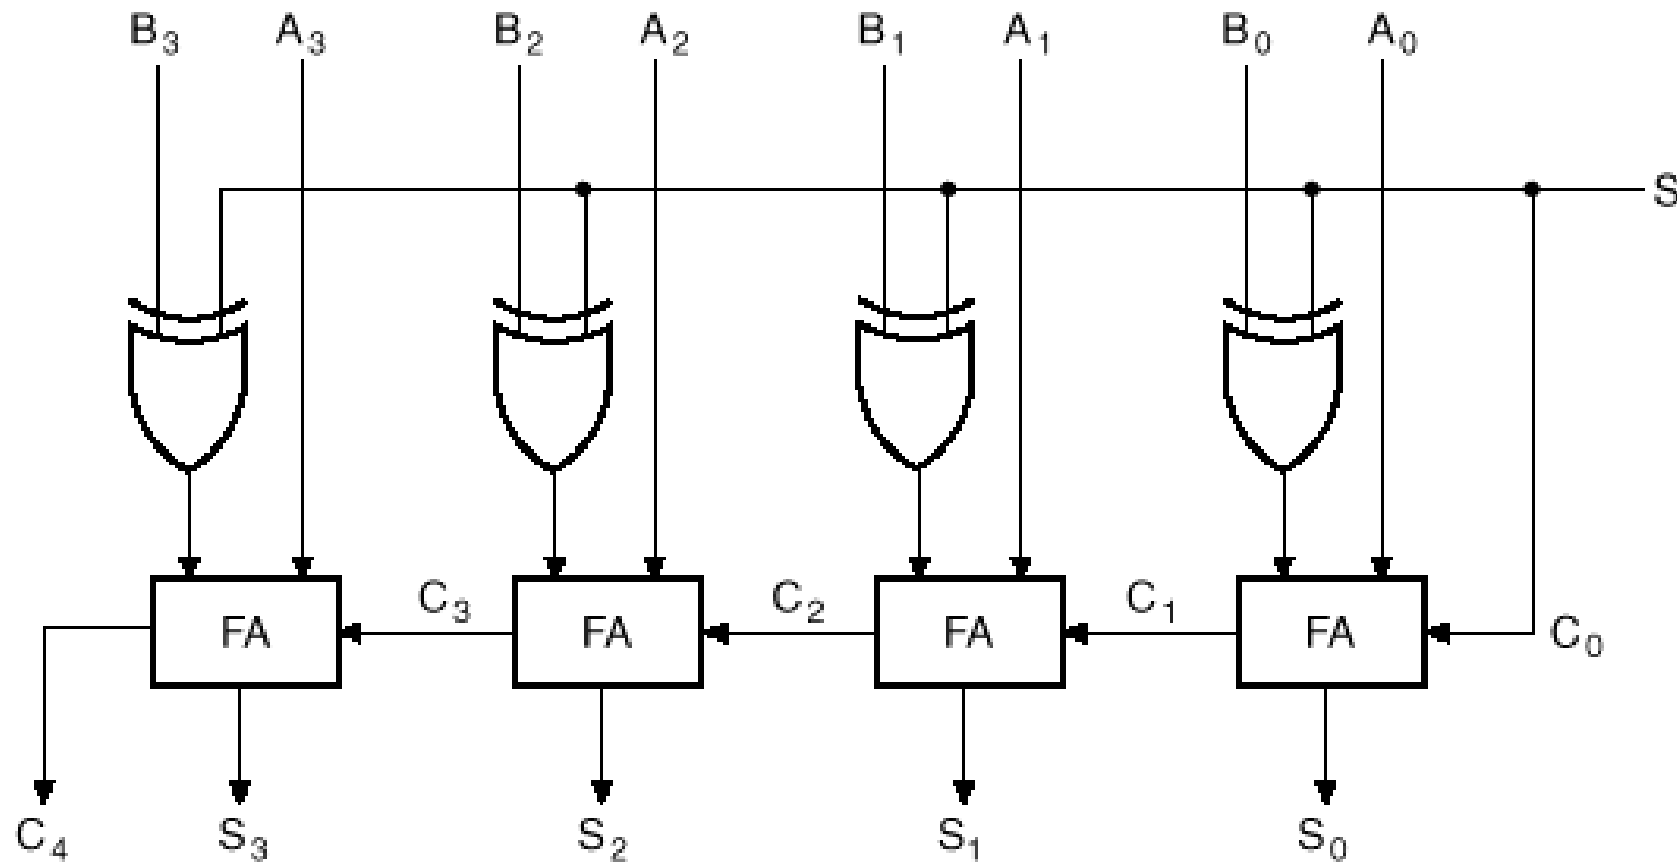 B₃ A₃ B₂ A₂ B₁ A₁ B₀ A₀
S
FA C₃ FA C₂ FA C₁ FA C₀
C₄ S₃ S₂ S₁ S₀